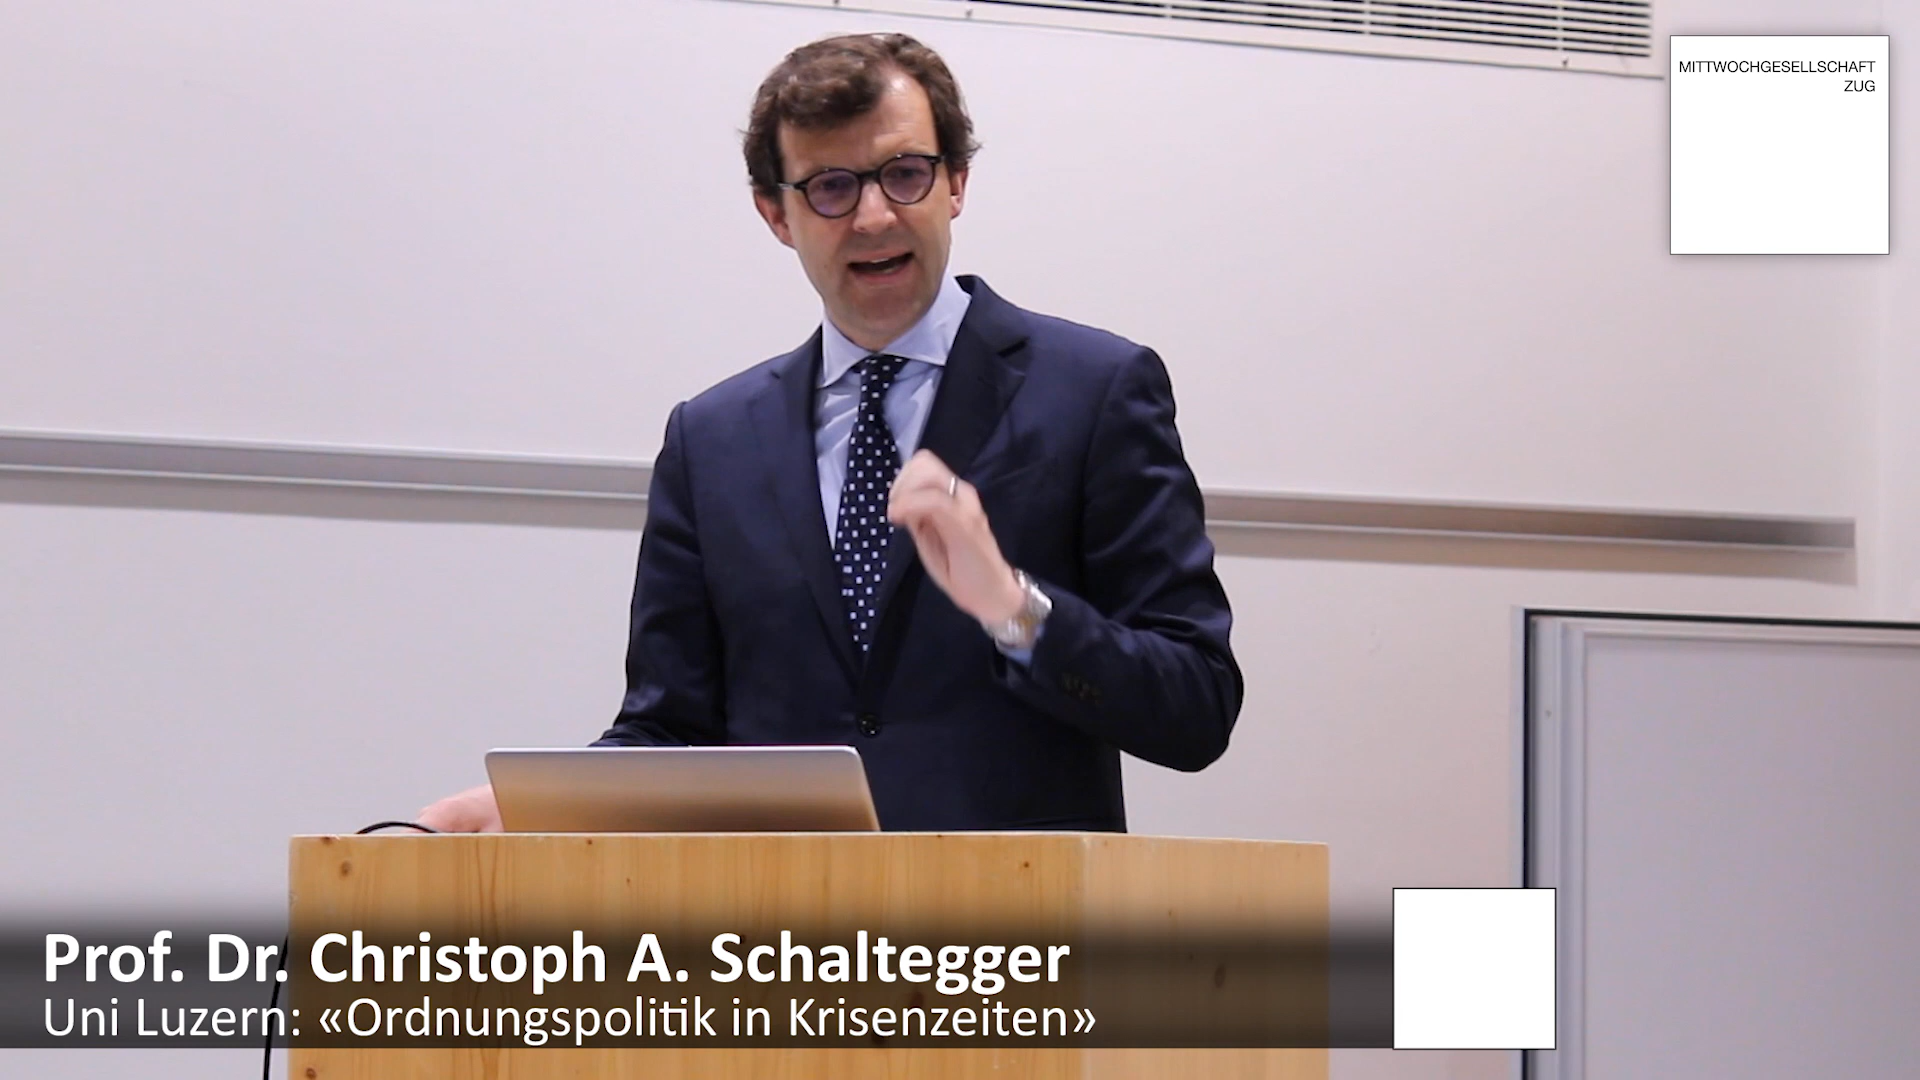 MITTWOCHGESELLSCHAFT
ZUG
Prof. Dr. Christoph A. Schaltegger
Uni Luzern: «Ordnungspolitik in Krisenzeiten»